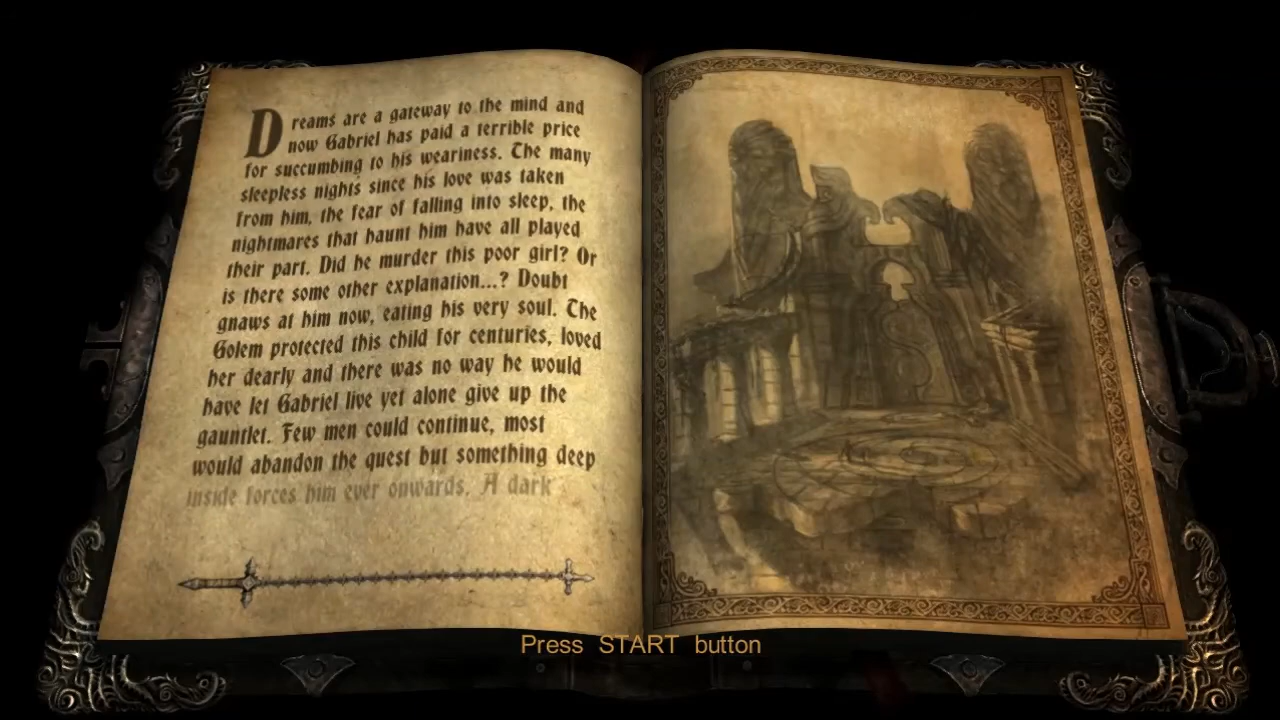 Dreams are a gateway to the mind and
now Gabriel has paid a terrible price
for succumbing to his weariness. The many
sleepless nights since his love was taken
from him, the fear of falling into sleep, the
nightmares that haunt him have all played
their part. Did he murder this poor girl? Or
is there some other explanation...? Doubt
gnaws at him now, eating his very soul. The
Golem protected this child for centuries, loved
her dearly and there was no way he would
have let Gabriel live yet alone give up the
gauntlet. Few men could continue, most
would abandon the quest but something deep
inside forces him ever onwards. A dark
Press START button